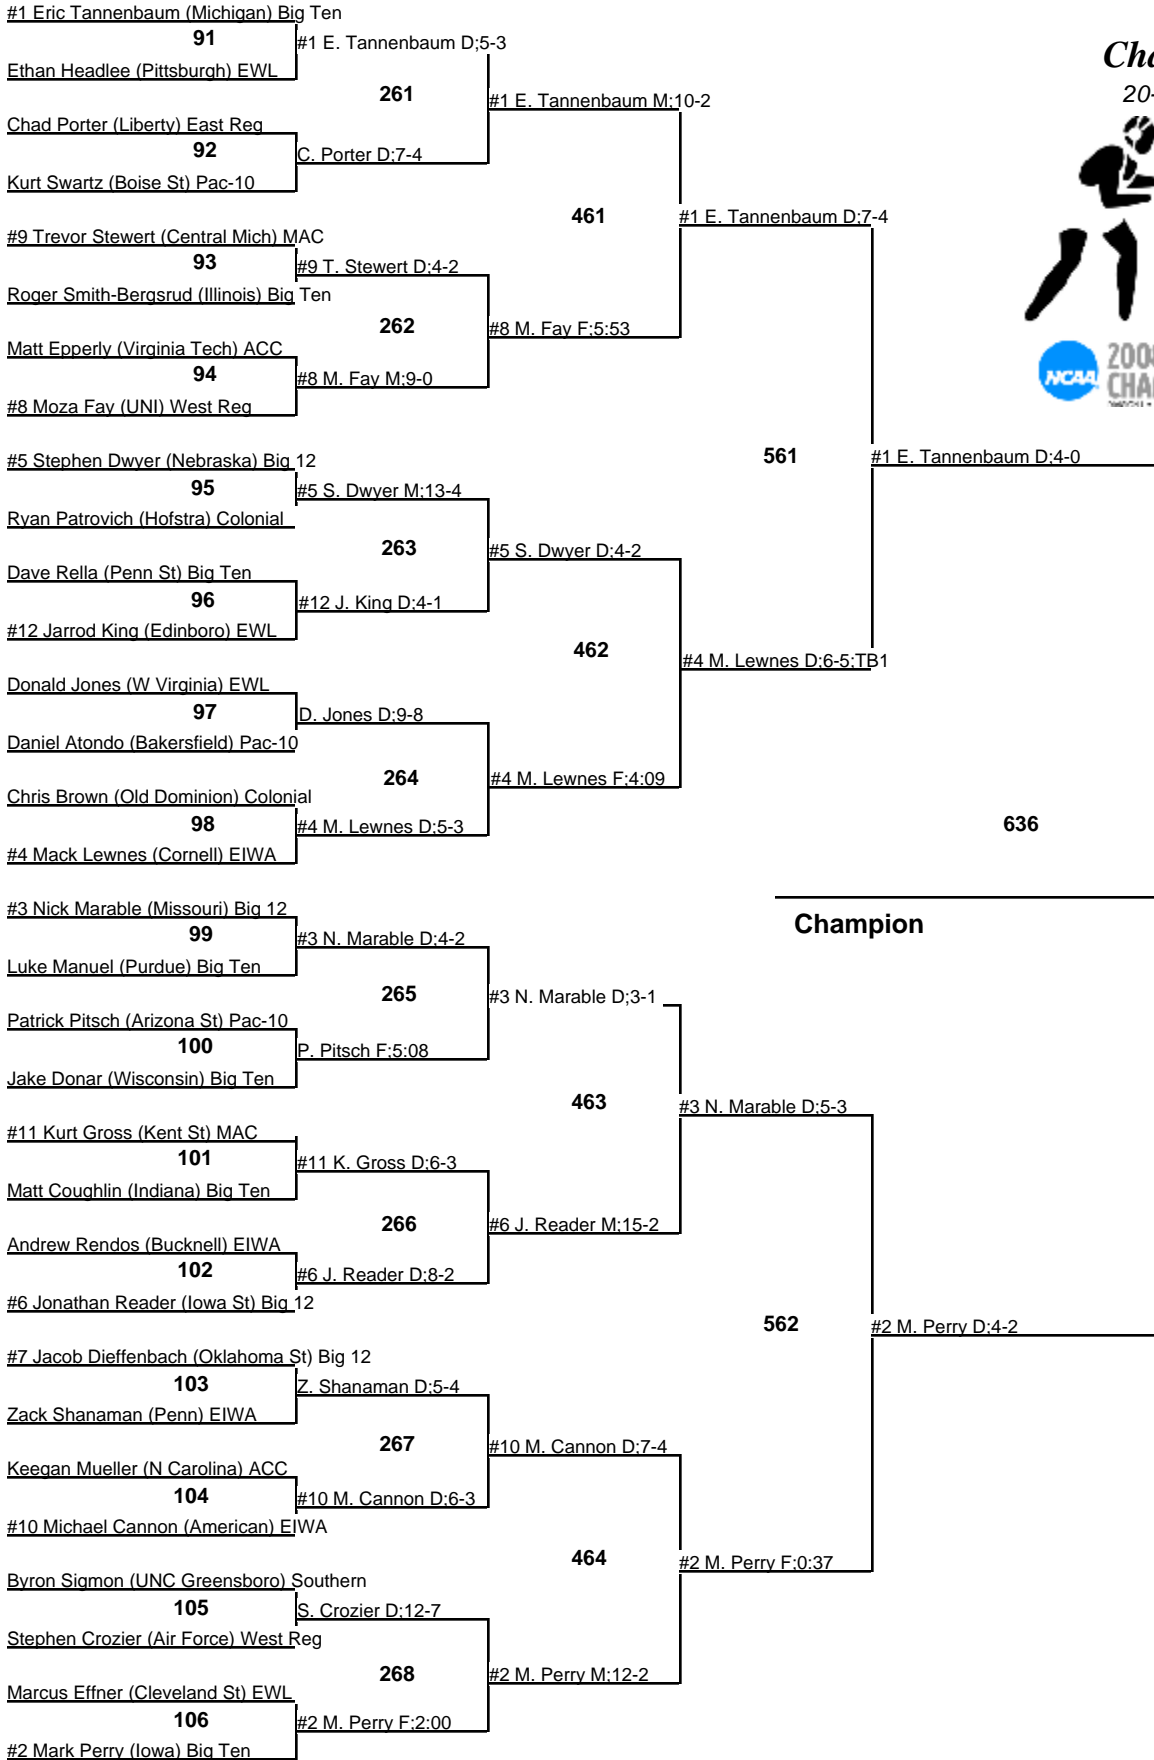 #1 Eric Tannenbaum (Michigan) Big Ten
91
#1 E. Tannenbaum D;5-3
Ethan Headlee (Pittsburgh) EWL
261
#1 E. Tannenbaum M;10-2
Chad Porter (Liberty) East Reg
92
C. Porter D;7-4
Kurt Swartz (Boise St) Pac-10
461
#1 E. Tannenbaum D;7-4
#9 Trevor Stewert (Central Mich) MAC
93
#9 T. Stewert D;4-2
Roger Smith-Bergsrud (Illinois) Big Ten
262
#8 M. Fay F;5:53
Matt Epperly (Virginia Tech) ACC
94
#8 M. Fay M;9-0
#8 Moza Fay (UNI) West Reg
561
#1 E. Tannenbaum D;4-0
#5 Stephen Dwyer (Nebraska) Big 12
95
#5 S. Dwyer M;13-4
Ryan Patrovich (Hofstra) Colonial
263
#5 S. Dwyer D;4-2
Dave Rella (Penn St) Big Ten
96
#12 J. King D;4-1
#12 Jarrod King (Edinboro) EWL
462
#4 M. Lewnes D;6-5;TB1
Donald Jones (W Virginia) EWL
97
D. Jones D;9-8
Daniel Atondo (Bakersfield) Pac-10
264
#4 M. Lewnes F;4:09
Chris Brown (Old Dominion) Colonial
98
#4 M. Lewnes D;5-3
#4 Mack Lewnes (Cornell) EIWA
636
Champion
#3 Nick Marable (Missouri) Big 12
99
#3 N. Marable D;4-2
Luke Manuel (Purdue) Big Ten
265
#3 N. Marable D;3-1
Patrick Pitsch (Arizona St) Pac-10
100
P. Pitsch F;5:08
Jake Donar (Wisconsin) Big Ten
463
#3 N. Marable D;5-3
#11 Kurt Gross (Kent St) MAC
101
#11 K. Gross D;6-3
Matt Coughlin (Indiana) Big Ten
266
#6 J. Reader M;15-2
Andrew Rendos (Bucknell) EIWA
102
#6 J. Reader D;8-2
#6 Jonathan Reader (Iowa St) Big 12
562
#2 M. Perry D;4-2
#7 Jacob Dieffenbach (Oklahoma St) Big 12
103
Z. Shanaman D;5-4
Zack Shanaman (Penn) EIWA
267
#10 M. Cannon D;7-4
Keegan Mueller (N Carolina) ACC
104
#10 M. Cannon D;6-3
#10 Michael Cannon (American) EIWA
464
#2 M. Perry F;0:37
Byron Sigmon (UNC Greensboro) Southern
105
S. Crozier D;12-7
Stephen Crozier (Air Force) West Reg
268
#2 M. Perry M;12-2
Marcus Effner (Cleveland St) EWL
106
#2 M. Perry F;2:00
#2 Mark Perry (Iowa) Big Ten
Cha
20-
NCAA
2008
CHA